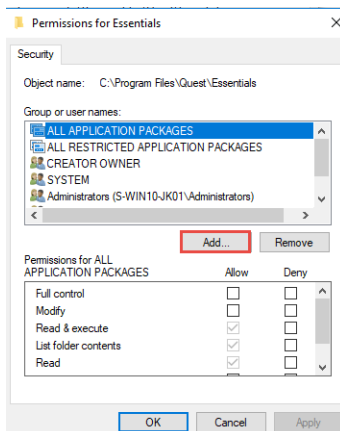 Permissions for Essentials
Security
Object name: C:\Program Files\Quest\Essentials
Group or user names:
ALL APPLICATION PACKAGES
ALL RESTRICTED APPLICATION PACKAGES
CREATOR OWNER
SYSTEM
Administrators (S-WIN10-JK01\Administrators)
Add... Remove
Permissions for ALL
APPLICATION PACKAGES Allow Deny
Full control
Modify
Read & execute
List folder contents
Read
OK Cancel Apply